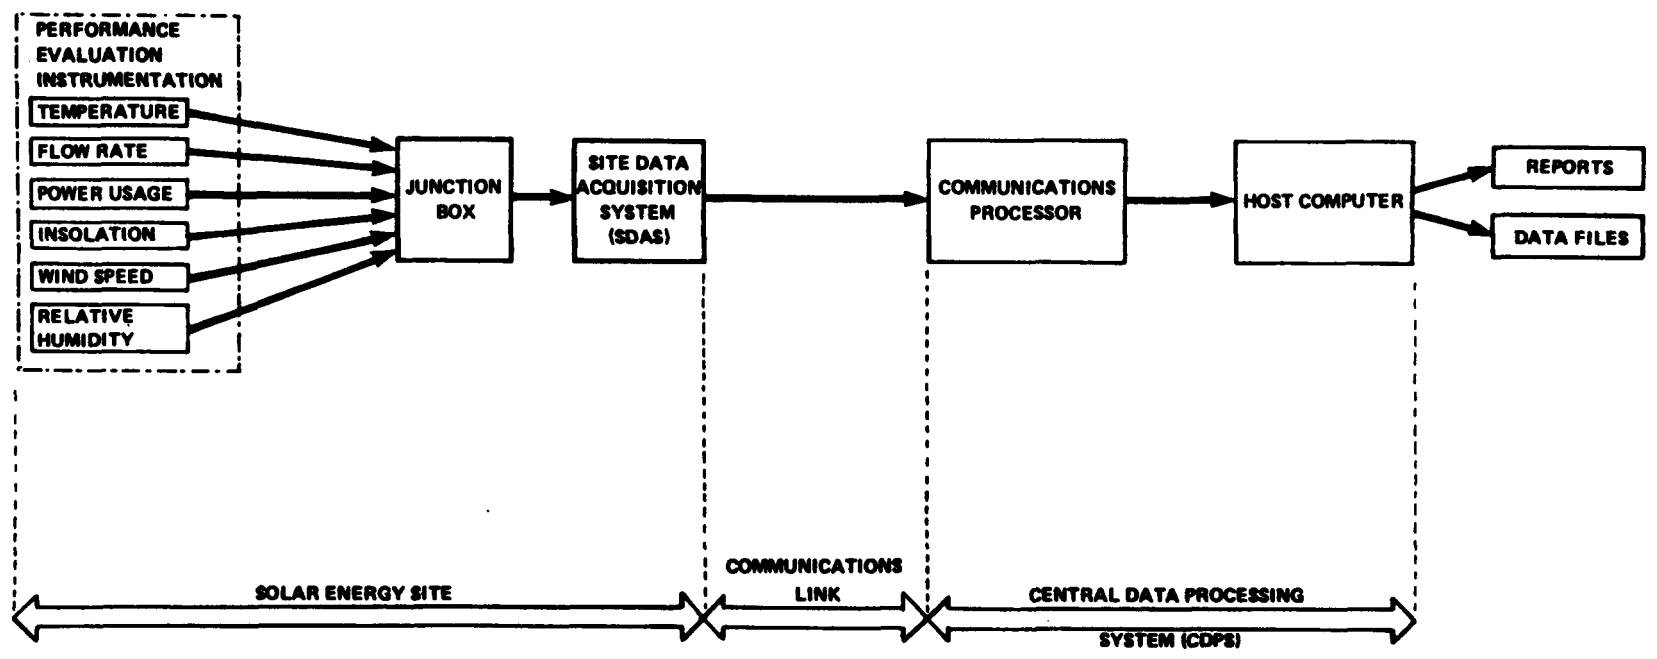 PERFORMANCE
EVALUATION
INSTRUMENTATION
TEMPERATURE
FLOW RATE
POWER USAGE
INSOLATION
WIND SPEED
RELATIVE
HUMIDITY
JUNCTION
BOX
SITE DATA
ACQUISITION
SYSTEM
(SDAS)
COMMUNICATIONS
PROCESSOR
HOST COMPUTER
REPORTS
DATA FILES
SOLAR ENERGY SITE
COMMUNICATIONS
LINK
CENTRAL DATA PROCESSING
SYSTEM (CDPS)